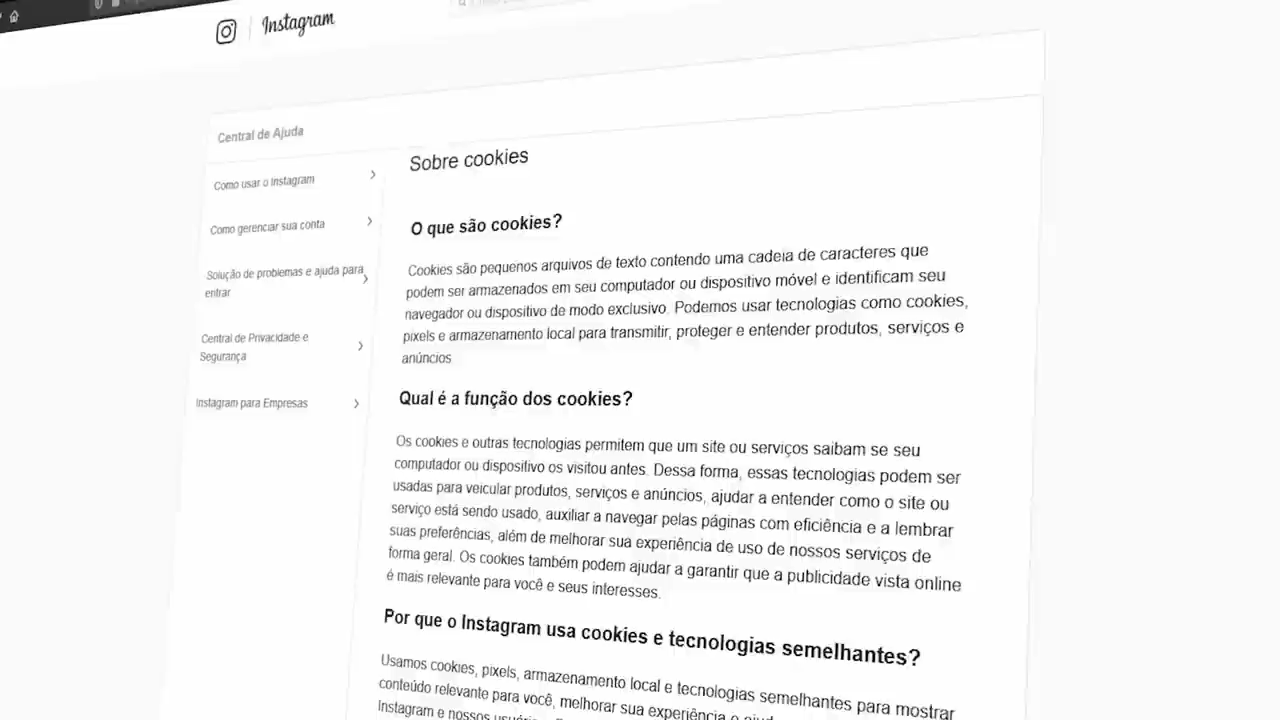 Instagram
Central de Ajuda
Como usar o Instagram
Como gerenciar sua conta
Solução de problemas e ajuda para
entrar
Central de Privacidade e
Segurança
Instagram para Empresas
Sobre cookies
O que são cookies?
Cookies são pequenos arquivos de texto contendo uma cadeia de caracteres que
podem ser armazenados em seu computador ou dispositivo móvel e identificam seu
navegador ou dispositivo de modo exclusivo. Podemos usar tecnologias como cookies,
pixels e armazenamento local para transmitir, proteger e entender produtos, serviços e
anúncios
Qual é a função dos cookies?
Os cookies e outras tecnologias permitem que um site ou serviços saibam se seu
computador ou dispositivo os visitou antes. Dessa forma, essas tecnologias podem ser
usadas para veicular produtos, serviços e anúncios, ajudar a entender como o site ou
serviço está sendo usado, auxiliar a navegar pelas páginas com eficiência e a lembrar
suas preferências, além de melhorar sua experiência de uso de nossos serviços de
forma geral. Os cookies também podem ajudar a garantir que a publicidade vista online
é mais relevante para você e seus interesses.
Por que o Instagram usa cookies e tecnologias semelhantes?
Usamos cookies, pixels, armazenamento local e tecnologias semelhantes para mostrar
conteúdo relevante para você, melhorar sua experiência e
Instagram e nossos